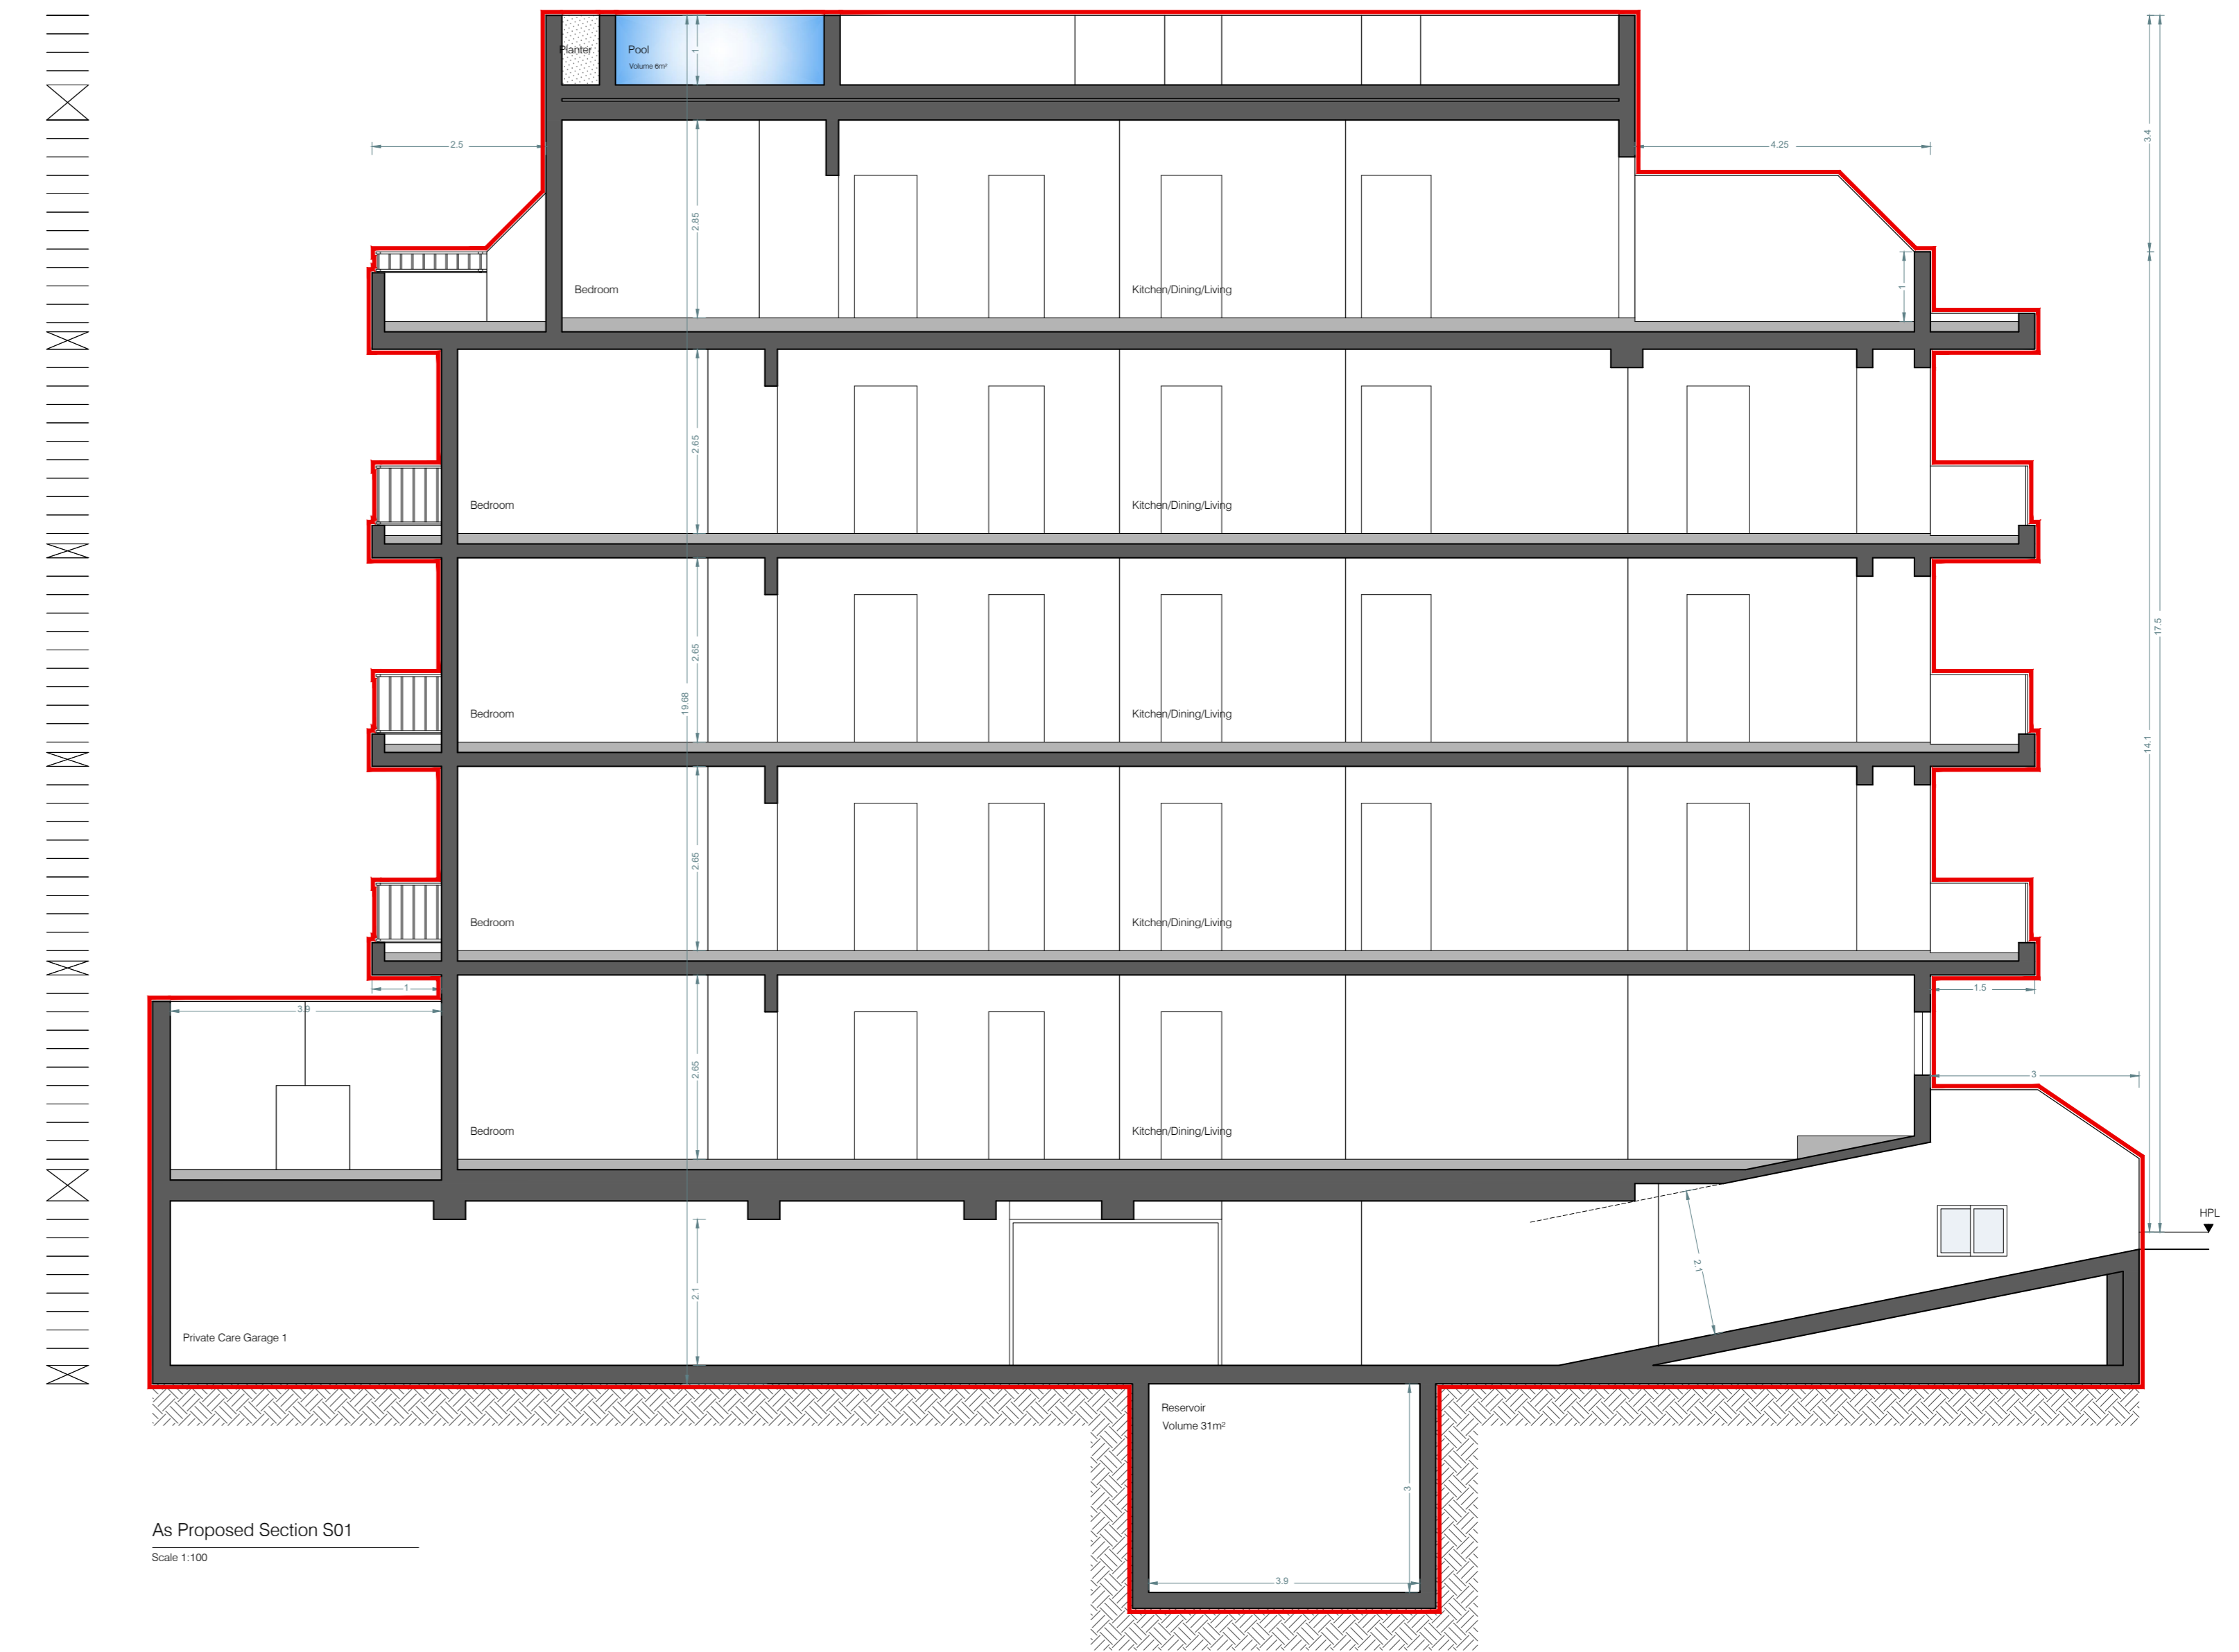 Planter
Pool
Volume 6m²
1
2.5
4.25
3.4
2.85
1
Bedroom
Kitchen/Dining/Living
2.65
Bedroom
Kitchen/Dining/Living
17.5
2.65
19.68
Bedroom
Kitchen/Dining/Living
14.1
2.65
Bedroom
Kitchen/Dining/Living
1
1.5
3.9
2.65
3
Bedroom
Kitchen/Dining/Living
HPL
2.1
2.1
Private Care Garage 1
Reservoir
Volume 31m²
3
3.9
As Proposed Section S01
Scale 1:100